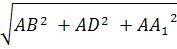 √(AB² + AD² + AA₁²)